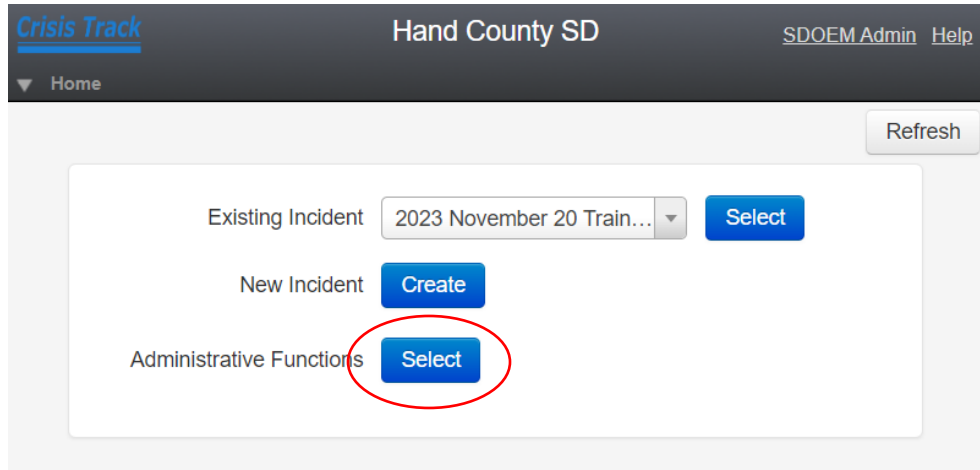 Crisis Track Hand County SD SDOEM Admin Help
Home
Refresh
Existing Incident 2023 November 20 Train... Select
New Incident Create
Administrative Functions Select